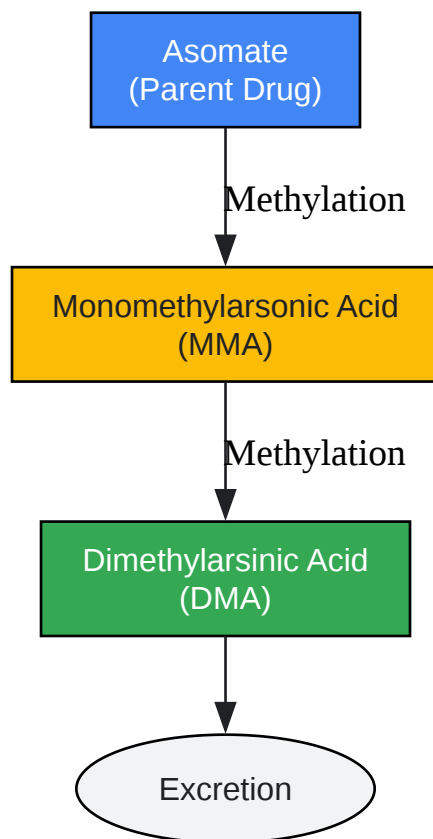 Asomate
(Parent Drug)
Methylation
Monomethylarsonic Acid
(MMA)
Methylation
Dimethylarsinic Acid
(DMA)
Excretion